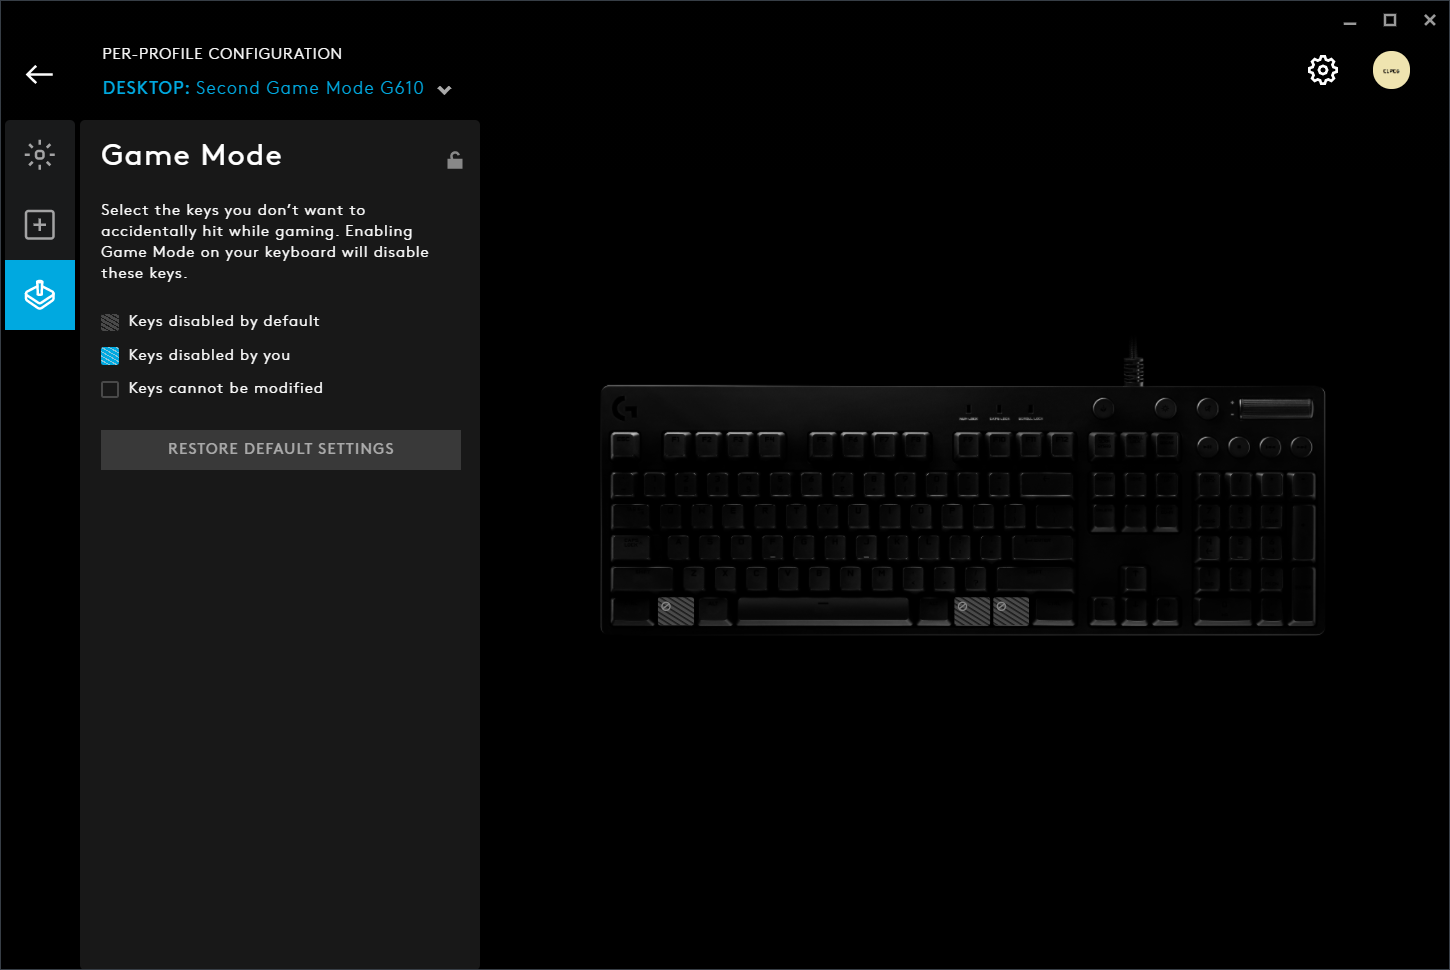 PER-PROFILE CONFIGURATION
DESKTOP: Second Game Mode G610
Game Mode
Select the keys you don’t want to
accidentally hit while gaming. Enabling
Game Mode on your keyboard will disable
these keys.
Keys disabled by default
Keys disabled by you
Keys cannot be modified
RESTORE DEFAULT SETTINGS